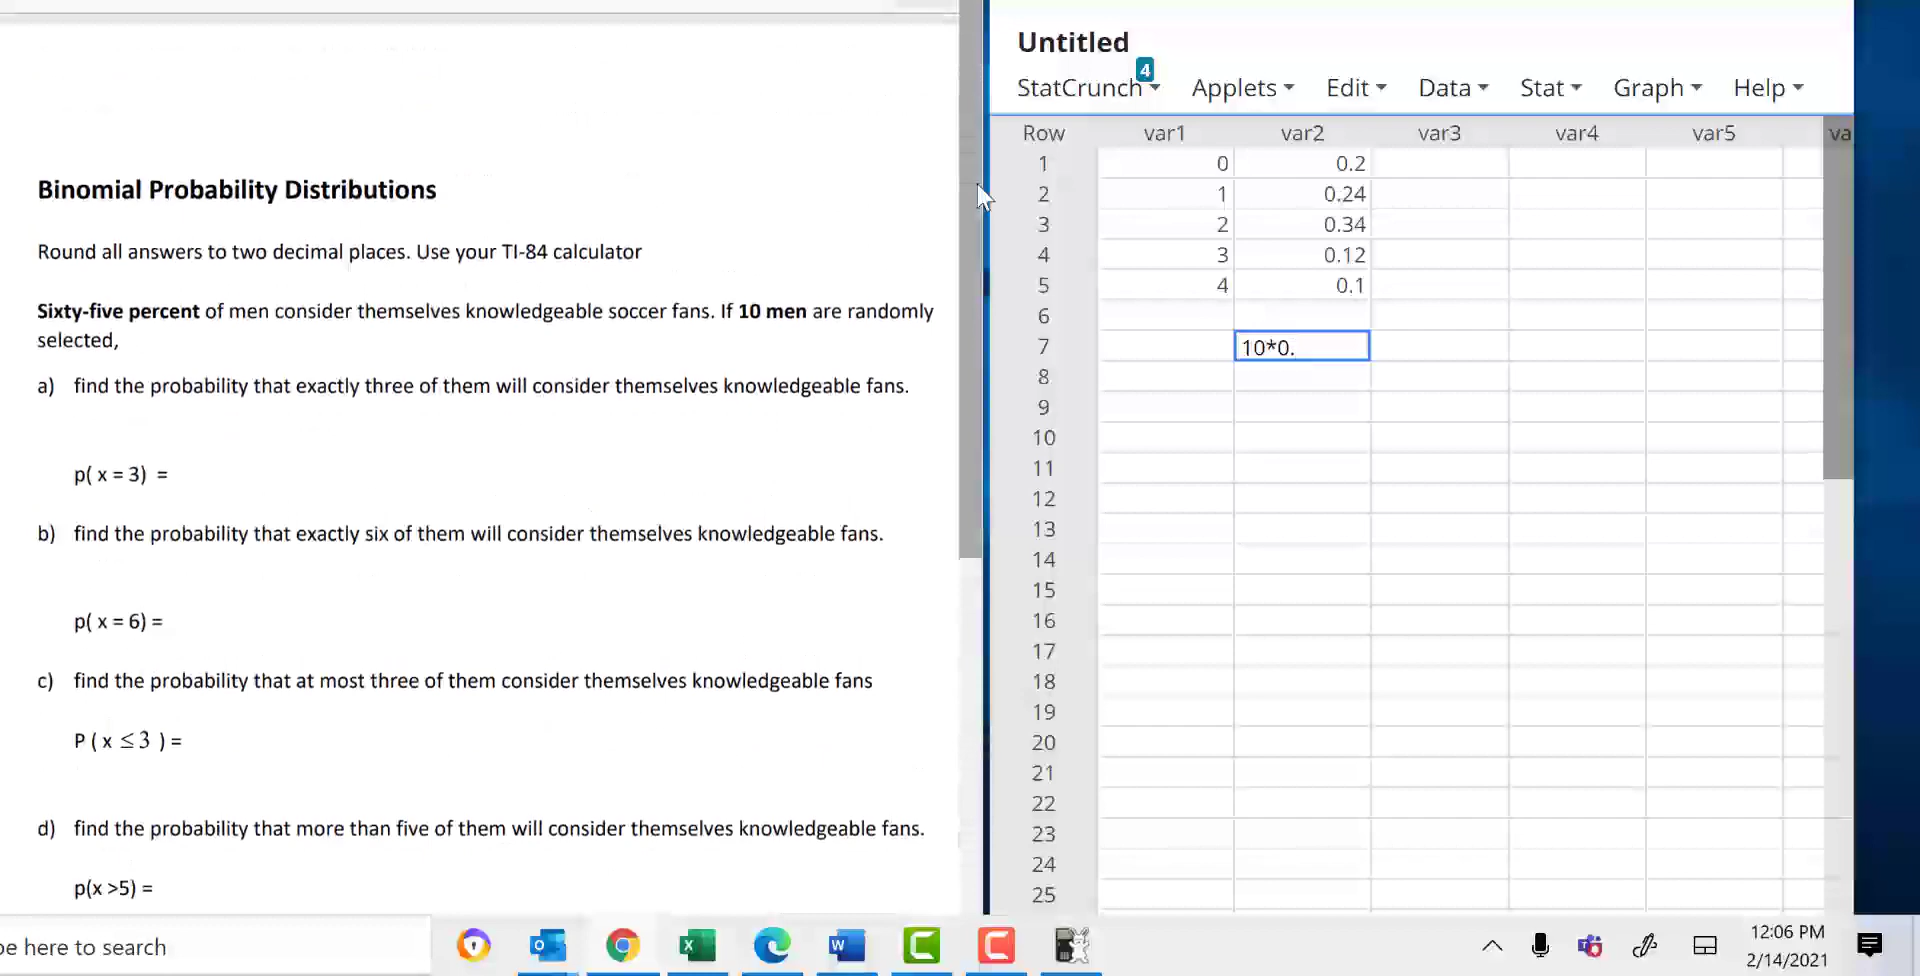 Binomial Probability Distributions
Round all answers to two decimal places. Use your TI-84 calculator
Sixty-five percent of men consider themselves knowledgeable soccer fans. If 10 men are randomly
selected,
a) find the probability that exactly three of them will consider themselves knowledgeable fans.
p( x = 3) =
b) find the probability that exactly six of them will consider themselves knowledgeable fans.
p( x = 6) =
c) find the probability that at most three of them consider themselves knowledgeable fans
P ( x ≤ 3 ) =
d) find the probability that more than five of them will consider themselves knowledgeable fans.
p(x >5) =
Untitled
StatCrunch 4 Applets Edit Data Stat Graph Help
Row var1 var2 var3 var4 var5 va
1 0 0.2
2 1 0.24
3 2 0.34
4 3 0.12
5 4 0.1
6
7 10*0.
8
9
10
11
12
13
14
15
16
17
18
19
20
21
22
23
24
25
pe here to search
12:06 PM
2/14/2021